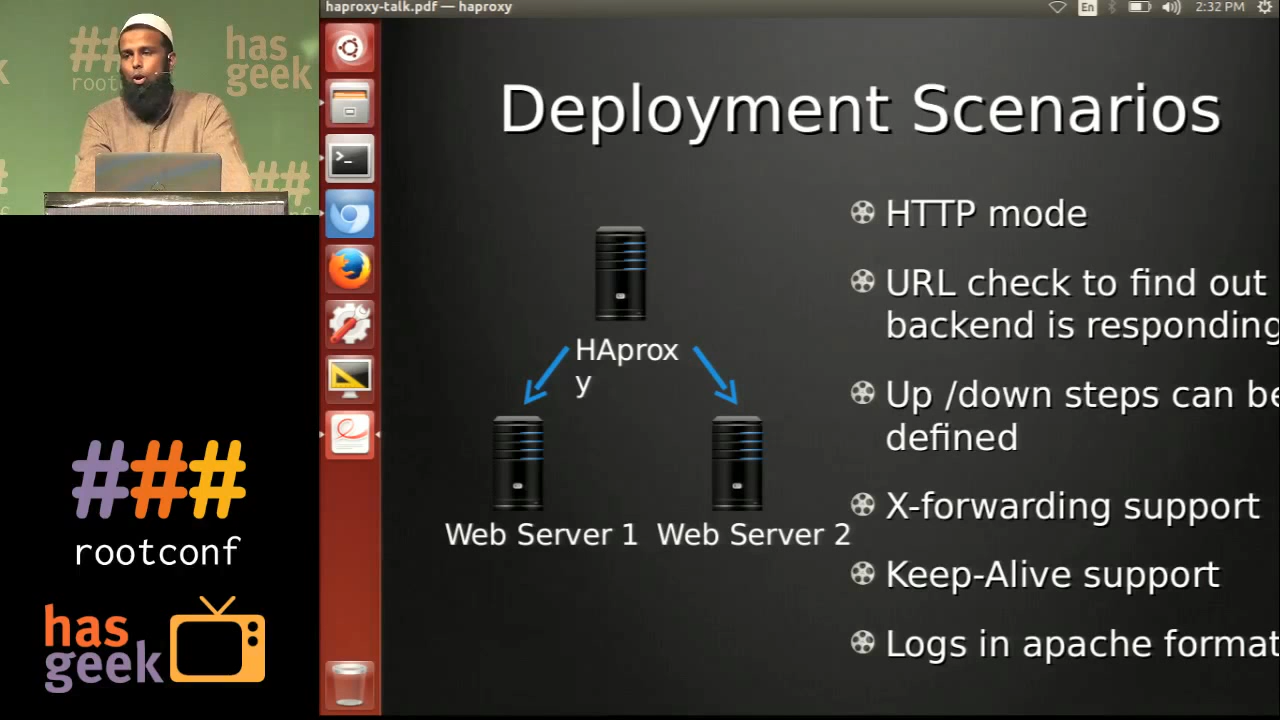 haproxy-talk.pdf — haproxy
En
2:32 PM
##
root
has
geek
##
Deployment Scenarios
HAprox
y
Web Server 1
Web Server 2
HTTP mode
URL check to find out
backend is responding
Up /down steps can be
defined
X-forwarding support
Keep-Alive support
Logs in apache format
###
rootconf
has
geek